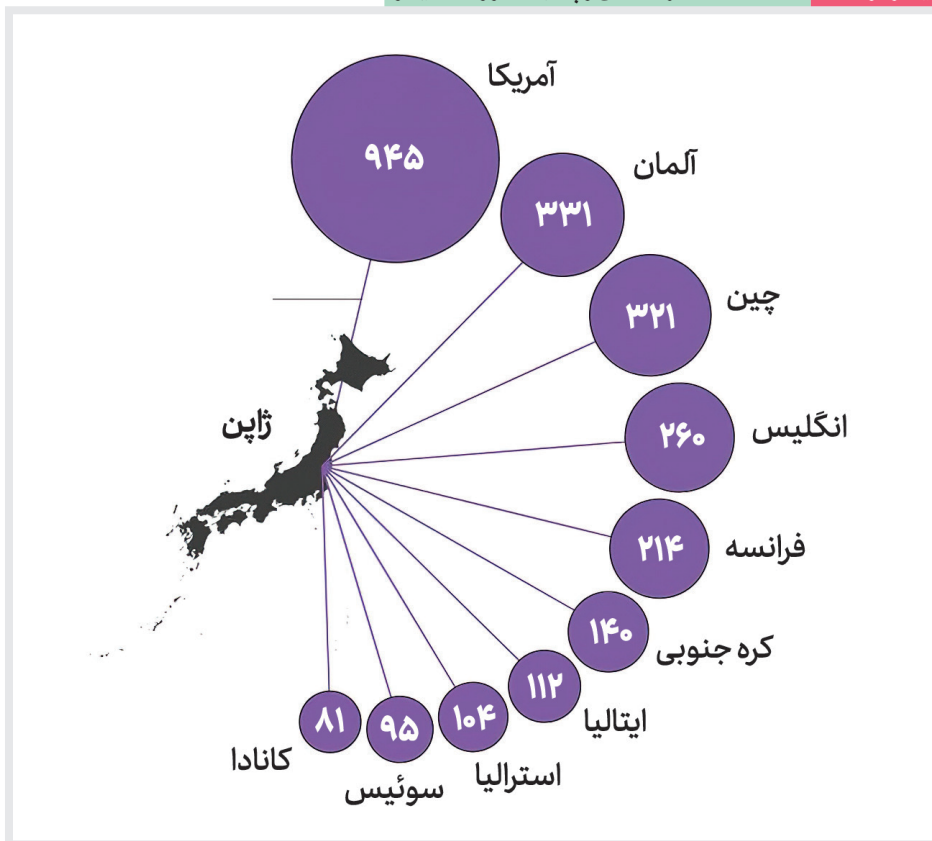 آمریکا
۹۴۵
آلمان
۳۳۱
چین
۳۲۱
انگلیس
۲۶۰
فرانسه
۲۱۴
کره جنوبی
۱۴۰
ایتالیا
۱۱۲
استرالیا
۱۰۴
سوئیس
۹۵
کانادا
۸۱
ژاپن